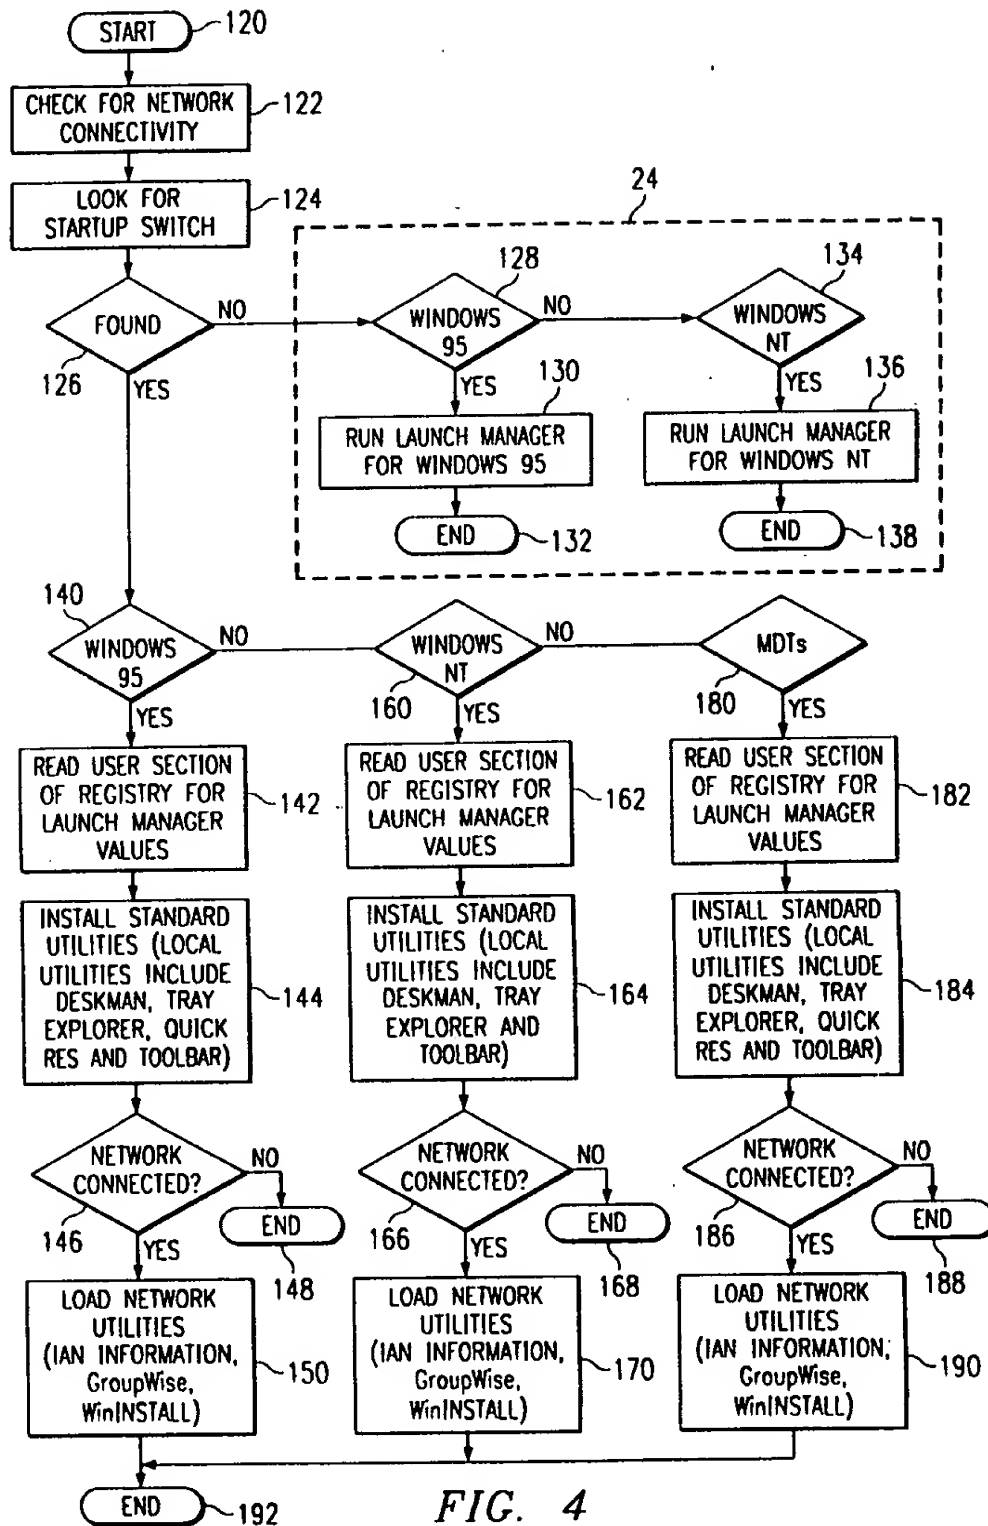 START
120
CHECK FOR NETWORK
CONNECTIVITY
122
LOOK FOR
STARTUP SWITCH
124
24
FOUND
126
NO
YES
WINDOWS
95
128
NO
YES
WINDOWS
NT
134
YES
RUN LAUNCH MANAGER
FOR WINDOWS 95
130
RUN LAUNCH MANAGER
FOR WINDOWS NT
136
END
132
END
138
140
WINDOWS
95
NO
YES
WINDOWS
NT
160
NO
YES
MDTs
180
YES
READ USER SECTION
OF REGISTRY FOR
LAUNCH MANAGER
VALUES
142
READ USER SECTION
OF REGISTRY FOR
LAUNCH MANAGER
VALUES
162
READ USER SECTION
OF REGISTRY FOR
LAUNCH MANAGER
VALUES
182
INSTALL STANDARD
UTILITIES (LOCAL
UTILITIES INCLUDE
DESKMAN, TRAY
EXPLORER, QUICK
RES AND TOOLBAR)
144
INSTALL STANDARD
UTILITIES (LOCAL
UTILITIES INCLUDE
DESKMAN, TRAY
EXPLORER AND
TOOLBAR)
164
INSTALL STANDARD
UTILITIES (LOCAL
UTILITIES INCLUDE
DESKMAN, TRAY
EXPLORER, QUICK
RES AND TOOLBAR)
184
NETWORK
CONNECTED?
146
NO
YES
END
148
NETWORK
CONNECTED?
166
NO
YES
END
168
NETWORK
CONNECTED?
186
NO
YES
END
188
LOAD NETWORK
UTILITIES
(IAN INFORMATION,
GroupWise,
WinINSTALL)
150
LOAD NETWORK
UTILITIES
(IAN INFORMATION,
GroupWise,
WinINSTALL)
170
LOAD NETWORK
UTILITIES
(IAN INFORMATION,
GroupWise,
WinINSTALL)
190
END
192
FIG. 4